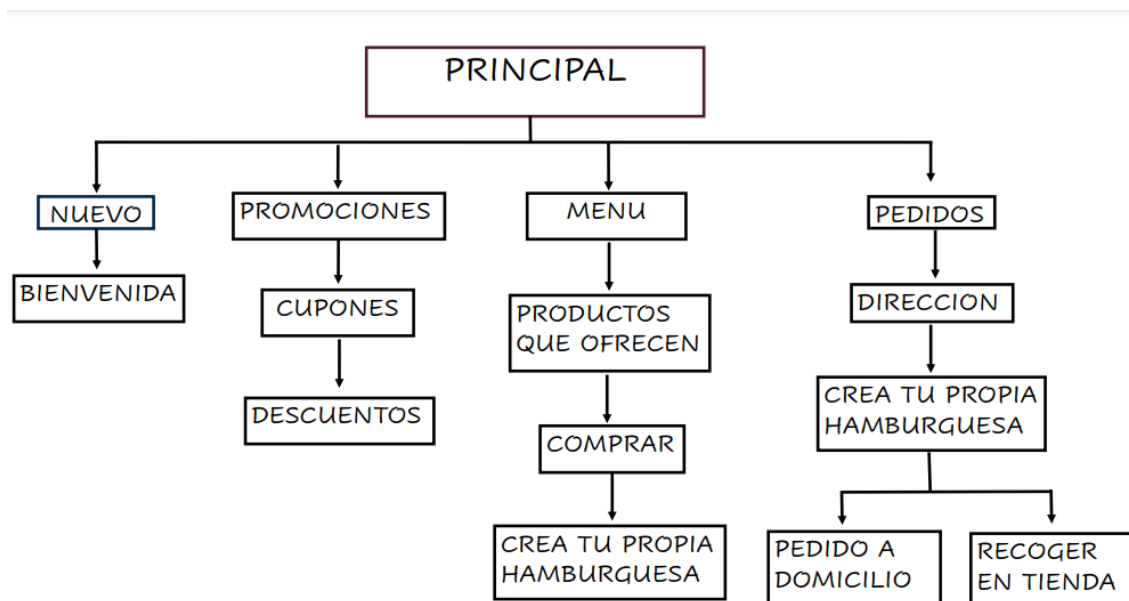 PRINCIPAL
NUEVO
PROMOCIONES
MENU
PEDIDOS
BIENVENIDA
CUPONES
PRODUCTOS
QUE OFRECEN
DIRECCION
DESCUENTOS
COMPRAR
CREA TU PROPIA
HAMBURGUESA
CREA TU PROPIA
HAMBURGUESA
PEDIDO A
DOMICILIO
RECOGER
EN TIENDA